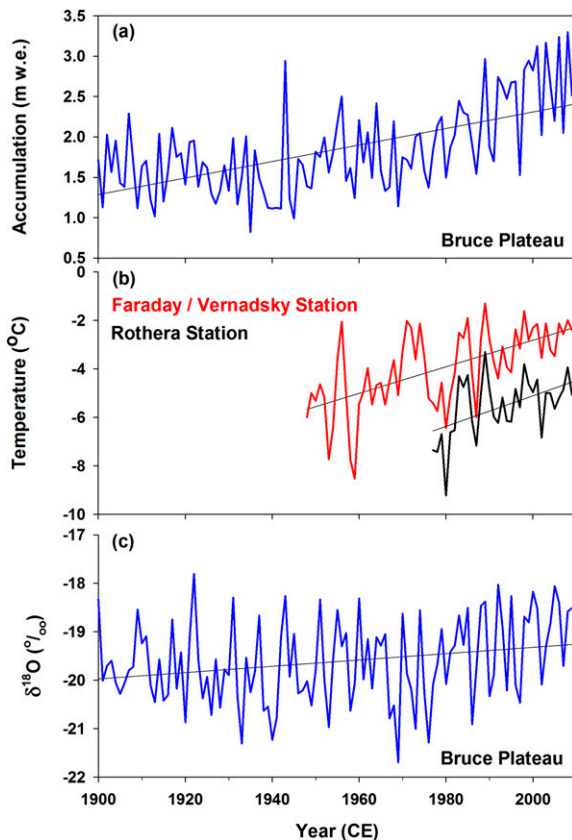 (a)
3.5
3.0
2.5
2.0
1.5
1.0
0.5
Accumulation (m w.e.)
Bruce Plateau
(b)
0
-2
-4
-6
-8
-10
Temperature (°C)
Faraday / Vernadsky Station
Rothera Station
(c)
-17
-18
-19
-20
-21
-22
δ¹⁸O (°/₀₀)
Bruce Plateau
1900 1920 1940 1960 1980 2000
Year (CE)